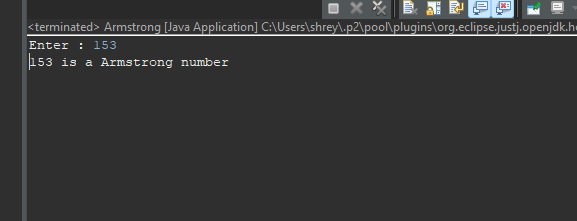 <terminated> Armstrong [Java Application] C:\Users\shrey\.p2\pool\plugins\org.eclipse.justj.openjdk.h
Enter : 153
153 is a Armstrong number